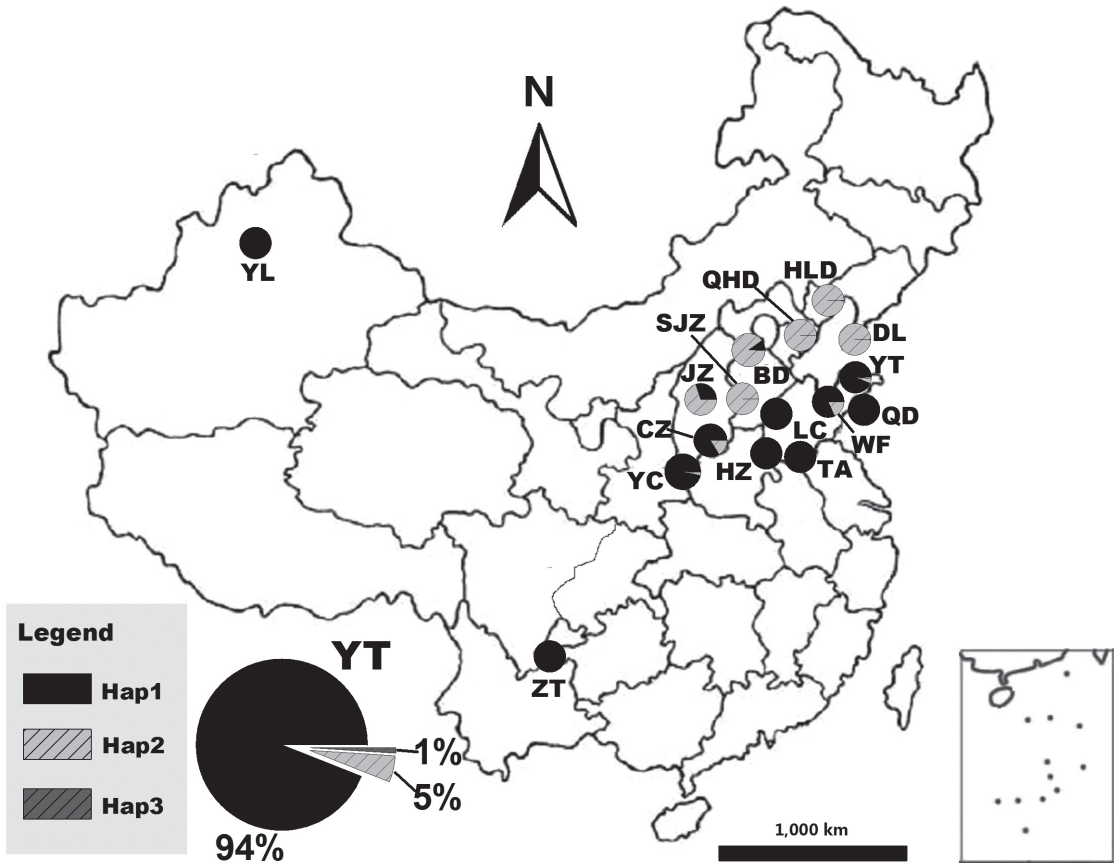 N
YL
HLD
QHD
SJZ
DL
BD
YT
JZ
QD
LC
CZ
WF
HZ
TA
YC
ZT
Legend
Hap1
Hap2
Hap3
YT
1%
5%
94%
1,000 km